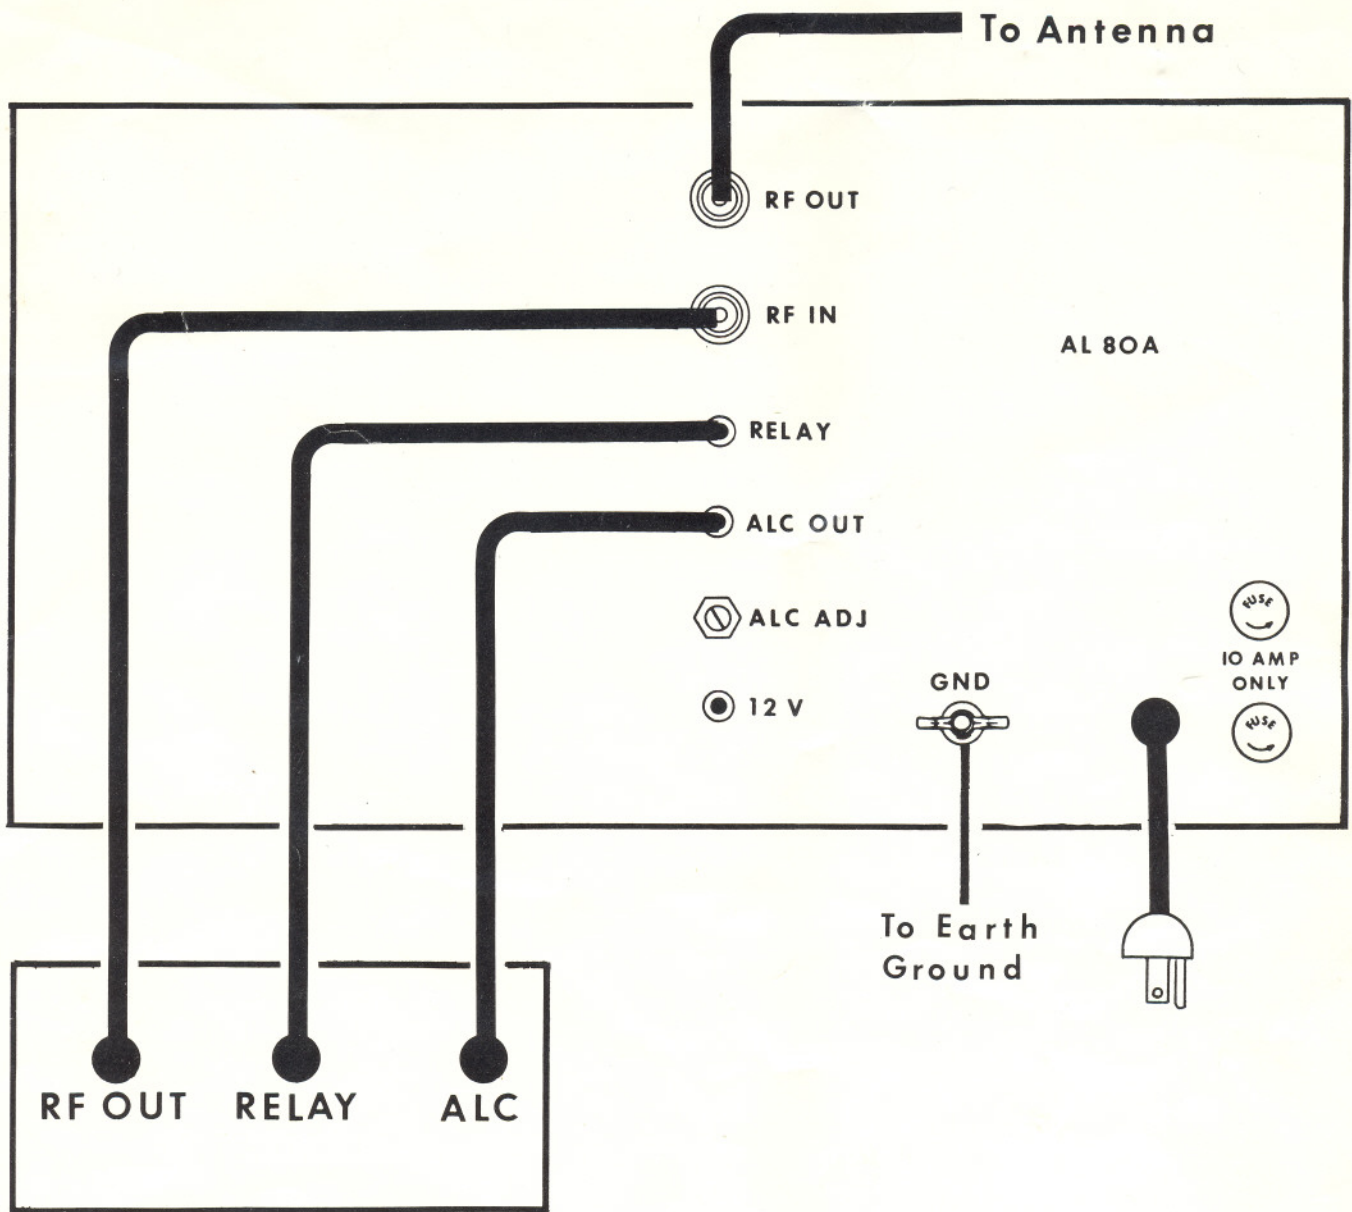 To Antenna
RF OUT
RF IN
AL 80A
RELAY
ALC OUT
ALC ADJ
FUSE
10 AMP
ONLY
GND
12 V
FUSE
To Earth
Ground
RF OUT
RELAY
ALC